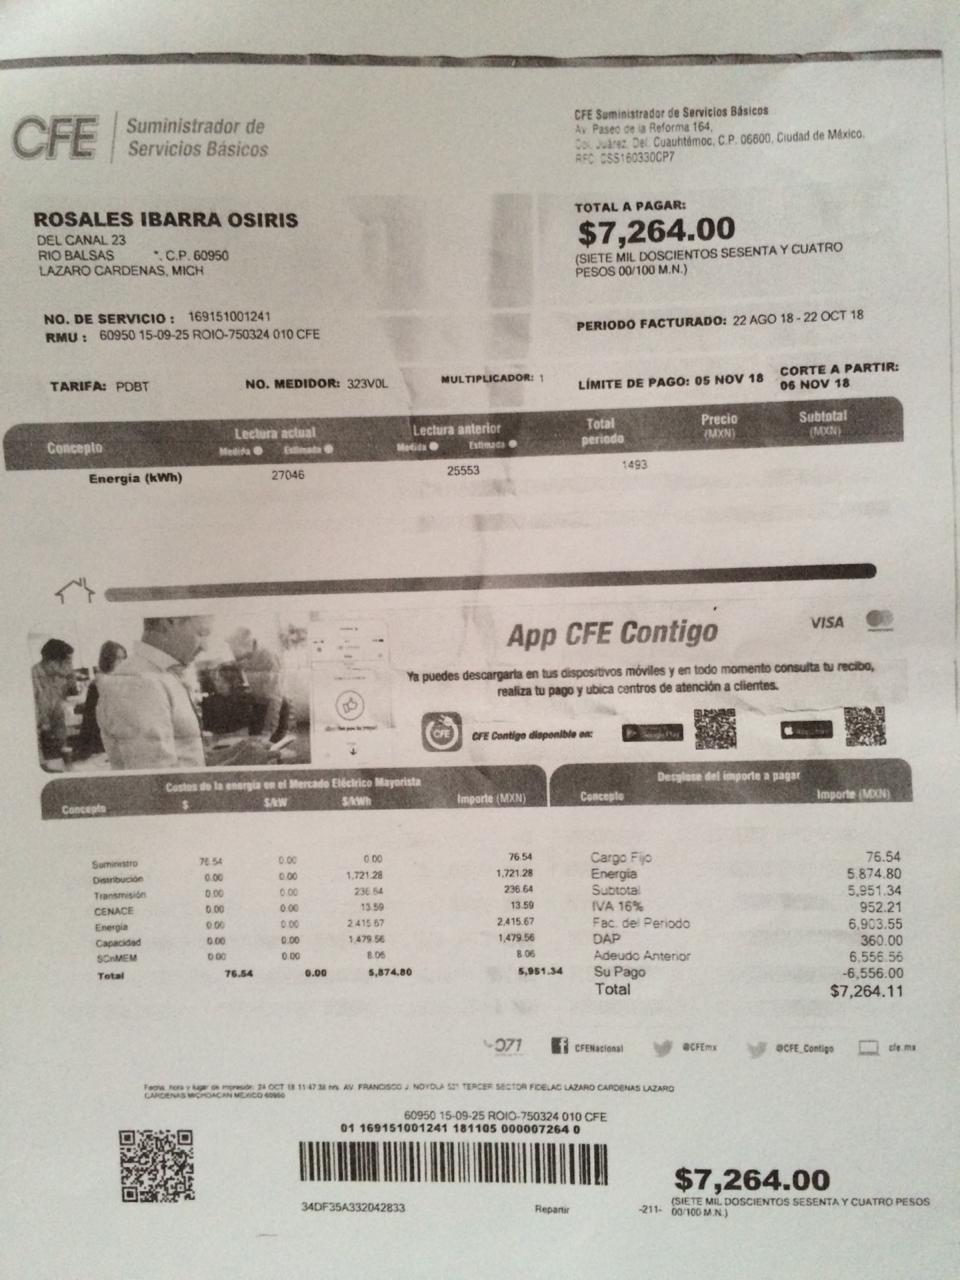 CFE
Suministrador de
Servicios Básicos
CFE Suministrador de Servicios Básicos
Av. Paseo de la Reforma 164,
Col. Juárez, Del. Cuauhtémoc, C.P. 06600, Ciudad de México.
RFC CSS160330CP7
ROSALES IBARRA OSIRIS
DEL CANAL 23
RIO BALSAS *. C.P. 60950
LAZARO CARDENAS, MICH
TOTAL A PAGAR:
$7,264.00
(SIETE MIL DOSCIENTOS SESENTA Y CUATRO
PESOS 00/100 M.N.)
NO. DE SERVICIO : 169151001241
RMU : 60950 15-09-25 ROIO-750324 010 CFE
PERIODO FACTURADO: 22 AGO 18 - 22 OCT 18
TARIFA: PDBT NO. MEDIDOR: 323V0L MULTIPLICADOR: 1 LÍMITE DE PAGO: 05 NOV 18 CORTE A PARTIR:
06 NOV 18
Concepto Lectura actual Lectura anterior Total periodo Precio (MXN) Subtotal (MXN)
Medida Estimada Medida Estimada
Energía (kWh) 27046 25553 1493
App CFE Contigo VISA
Ya puedes descargarla en tus dispositivos móviles y en todo momento consulta tu recibo,
realiza tu pago y ubica centros de atención a clientes.
CFE CFE Contigo disponible en: Google Play
Costos de la energía en el Mercado Eléctrico Mayorista
Concepto $ $/kW $/kWh Importe (MXN)
Suministro 76.54 0.00 0.00 76.54
Distribución 0.00 0.00 1,721.28 1,721.28
Transmisión 0.00 0.00 236.64 236.64
CENACE 0.00 0.00 13.59 13.59
Energía 0.00 0.00 2,415.67 2,415.67
Capacidad 0.00 0.00 1,479.56 1,479.56
SCnMEM 0.00 0.00 8.06 8.06
Total 76.54 0.00 5,874.80 5,951.34
Desglose del importe a pagar
Concepto Importe (MXN)
Cargo Fijo 76.54
Energía 5,874.80
Subtotal 5,951.34
IVA 16% 952.21
Fac. del Periodo 6,903.55
DAP 360.00
Adeudo Anterior 6,556.56
Su Pago -6,556.00
Total $7,264.11
071 CFENacional @CFEmx @CFE_Contigo cfe.mx
Fecha, hora y lugar de impresión: 24 OCT 18 11:47:38 hrs. AV. FRANCISCO J. NOYOLA TERCER SECTOR FIDELAC LAZARO CARDENAS LAZARO
CARDENAS MICHOACAN MEXICO 60950
60950 15-09-25 ROIO-750324 010 CFE
01 169151001241 181105 000007264 0
34DF35A332042833 Repartir -211-
$7,264.00
(SIETE MIL DOSCIENTOS SESENTA Y CUATRO PESOS
00/100 M.N.)